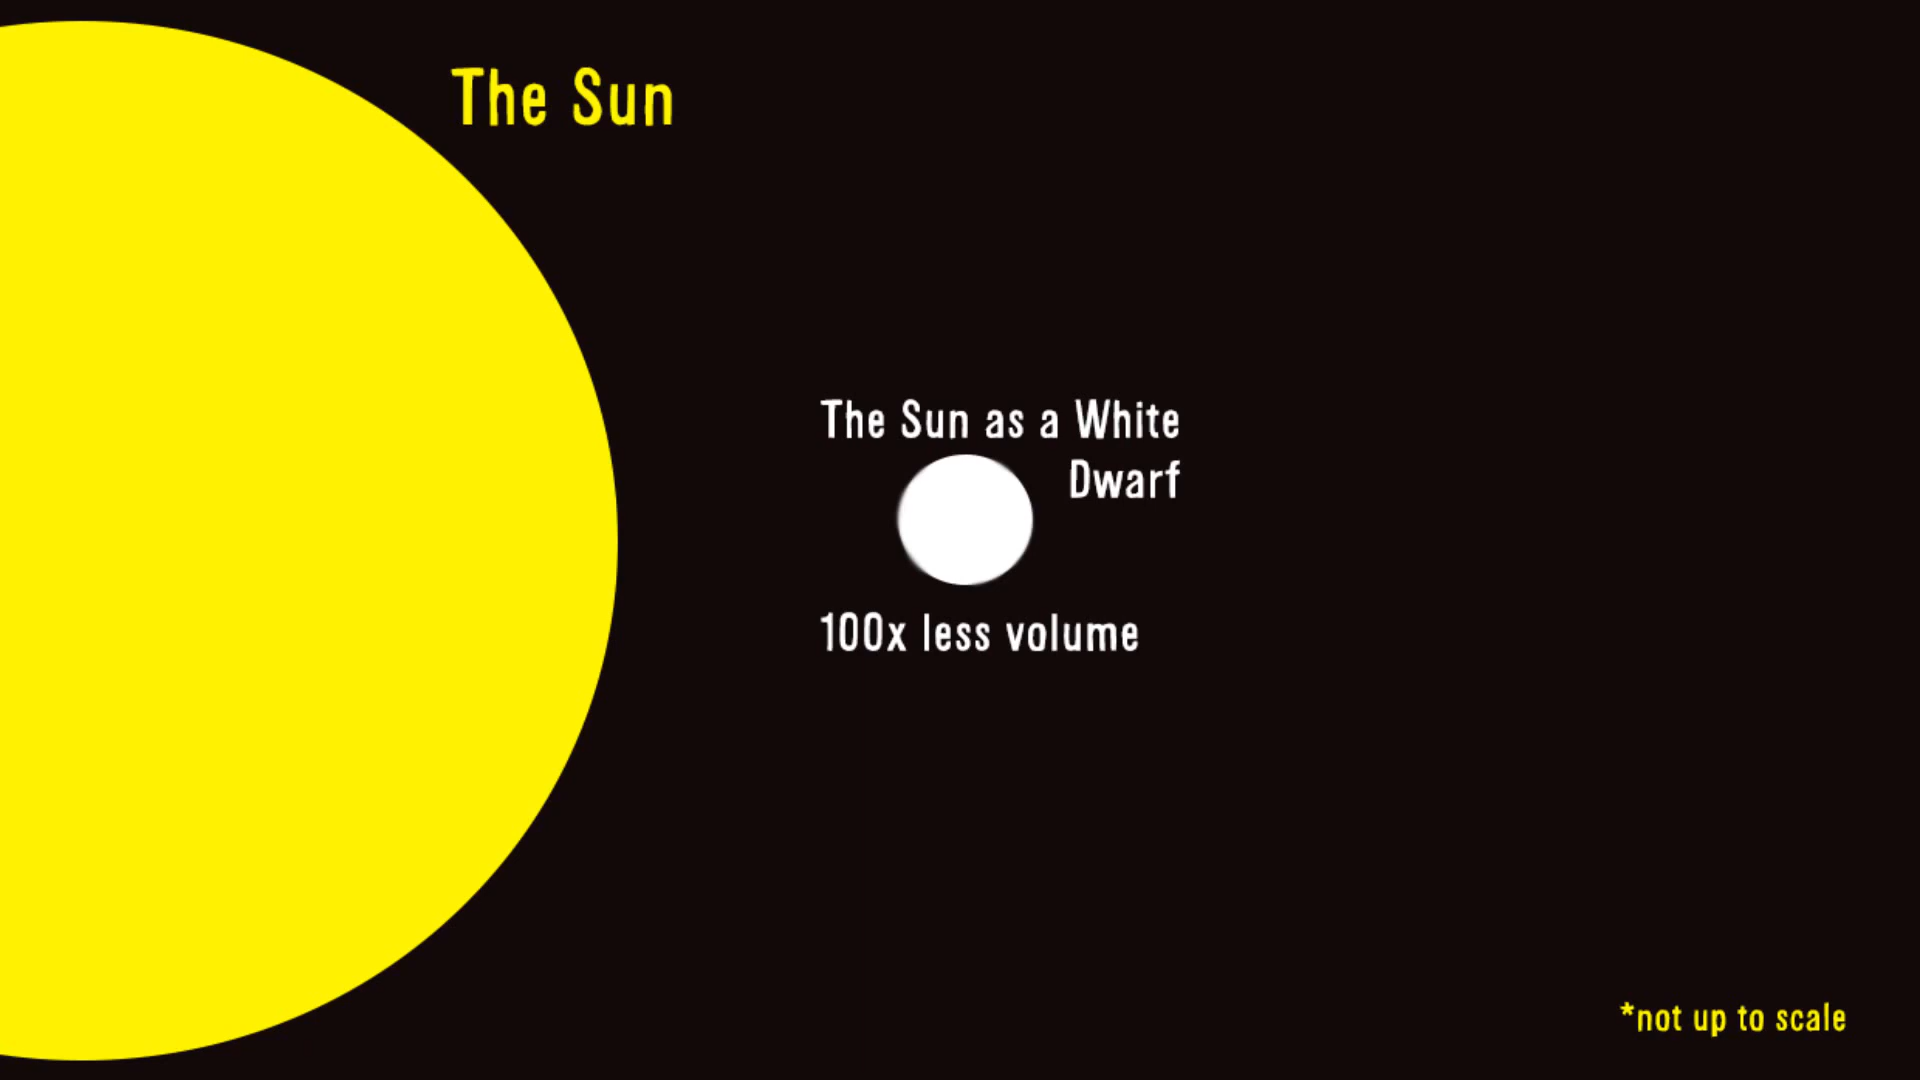 The Sun
The Sun as a White
Dwarf
100x less volume
*not up to scale